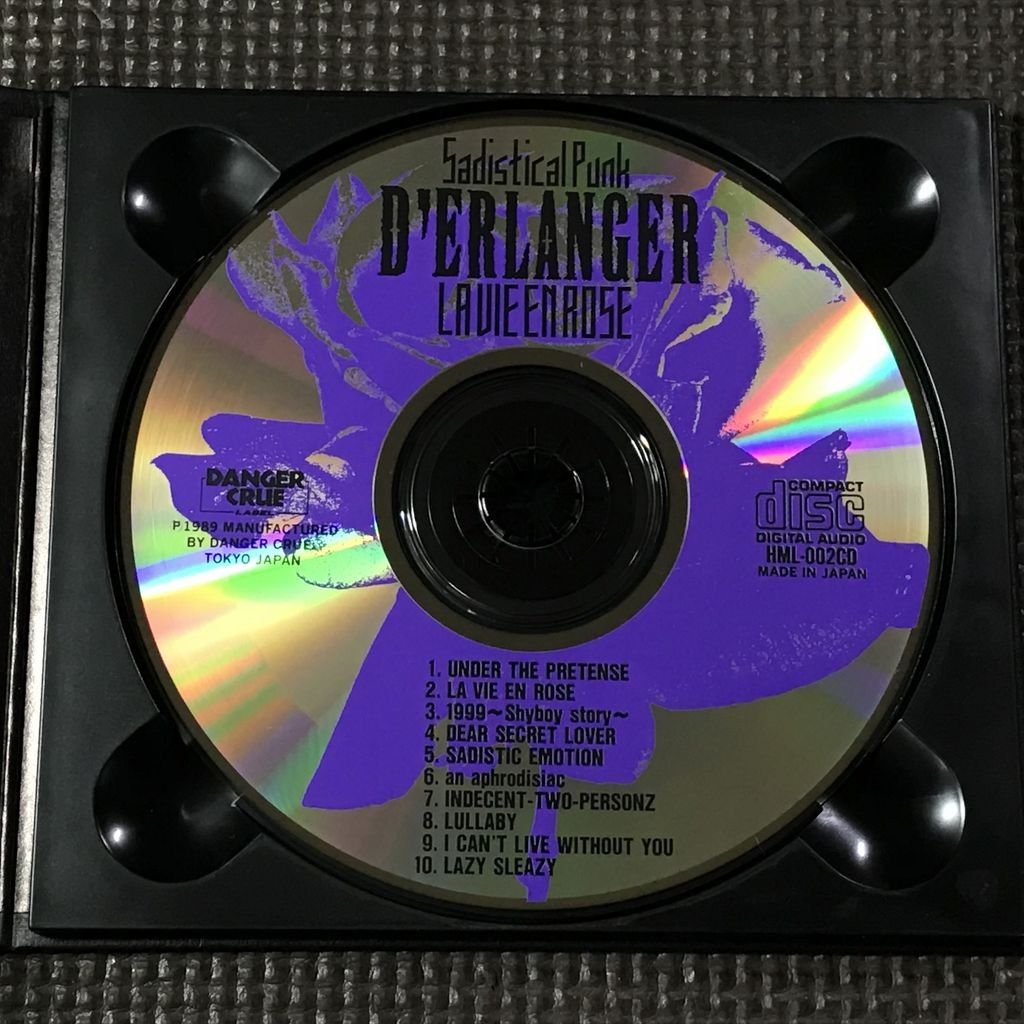 Sadistical Punk
D'ERLANGER
LA VIE EN ROSE
DANGER
CRUE
LABEL
P1989 MANUFACTURED
BY DANGER CRUE
TOKYO JAPAN
COMPACT
disc
DIGITAL AUDIO
HML-002CD
MADE IN JAPAN
1. UNDER THE PRETENSE
2. LA VIE EN ROSE
3. 1999~Shyboy story~
4. DEAR SECRET LOVER
5. SADISTIC EMOTION
6. an aphrodisiac
7. INDECENT-TWO-PERSONZ
8. LULLABY
9. I CAN'T LIVE WITHOUT YOU
10. LAZY SLEAZY